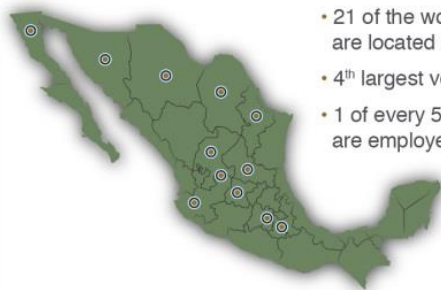 • 21 of the wo
are located
• 4th largest v
• 1 of every 5
are employe